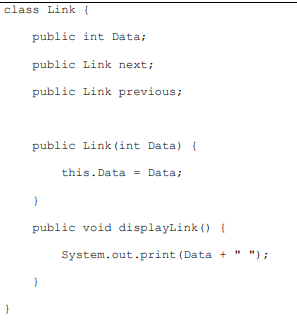 class Link {
public int Data;
public Link next;
public Link previous;
public Link(int Data) {
this.Data = Data;
}
public void displayLink() {
System.out.print(Data + " ");
}
}